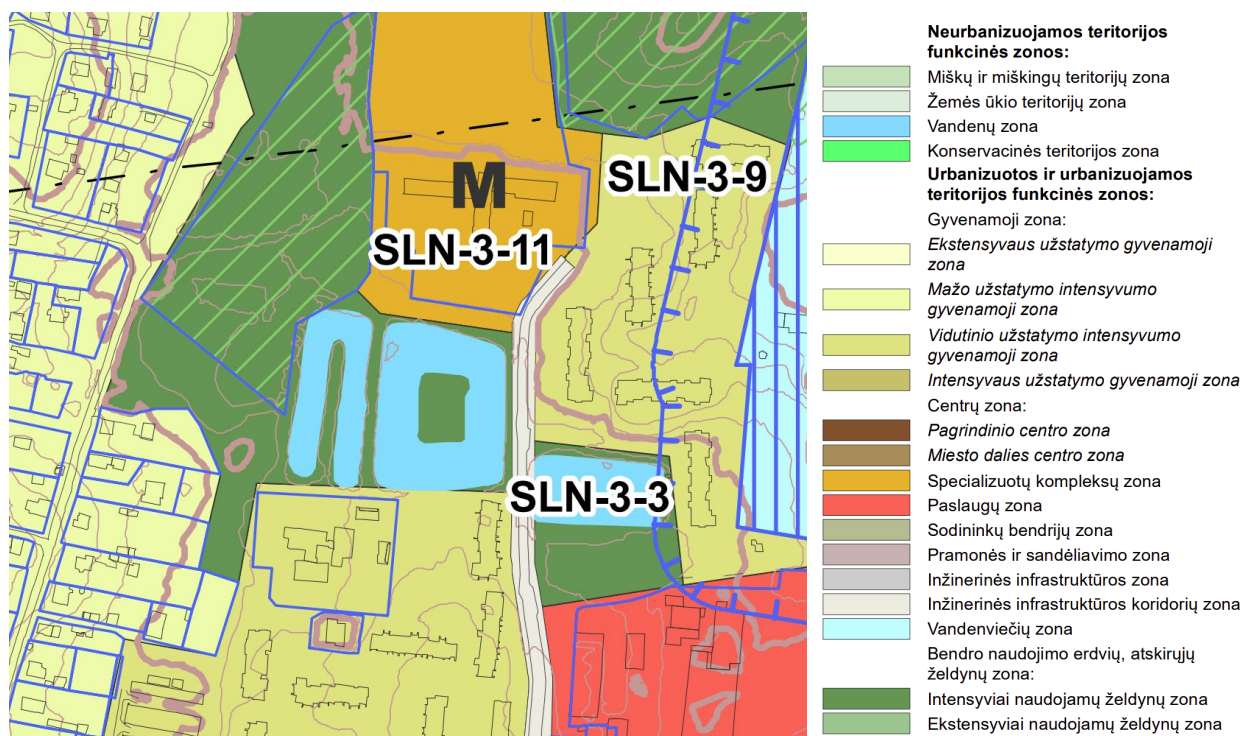 M
SLN-3-9
SLN-3-11
SLN-3-3
Neurbanizuojamos teritorijos
funkcinės zonos:
Miškų ir miškingų teritorijų zona
Žemės ūkio teritorijų zona
Vandenų zona
Konservacinės teritorijos zona
Urbanizuotos ir urbanizuojamos
teritorijos funkcinės zonos:
Gyvenamoji zona:
Ekstensyvaus užstatymo gyvenamoji
zona
Mažo užstatymo intensyvumo
gyvenamoji zona
Vidutinio užstatymo intensyvumo
gyvenamoji zona
Intensyvaus užstatymo gyvenamoji zona
Centrų zona:
Pagrindinio centro zona
Miesto dalies centro zona
Specializuotų kompleksų zona
Paslaugų zona
Sodininkų bendrijų zona
Pramonės ir sandėliavimo zona
Inžinerinės infrastruktūros zona
Inžinerinės infrastruktūros koridorių zona
Vandenviečių zona
Bendro naudojimo erdvių, atskirųjų
želdynų zona:
Intensyviai naudojamų želdynų zona
Ekstensyviai naudojamų želdynų zona